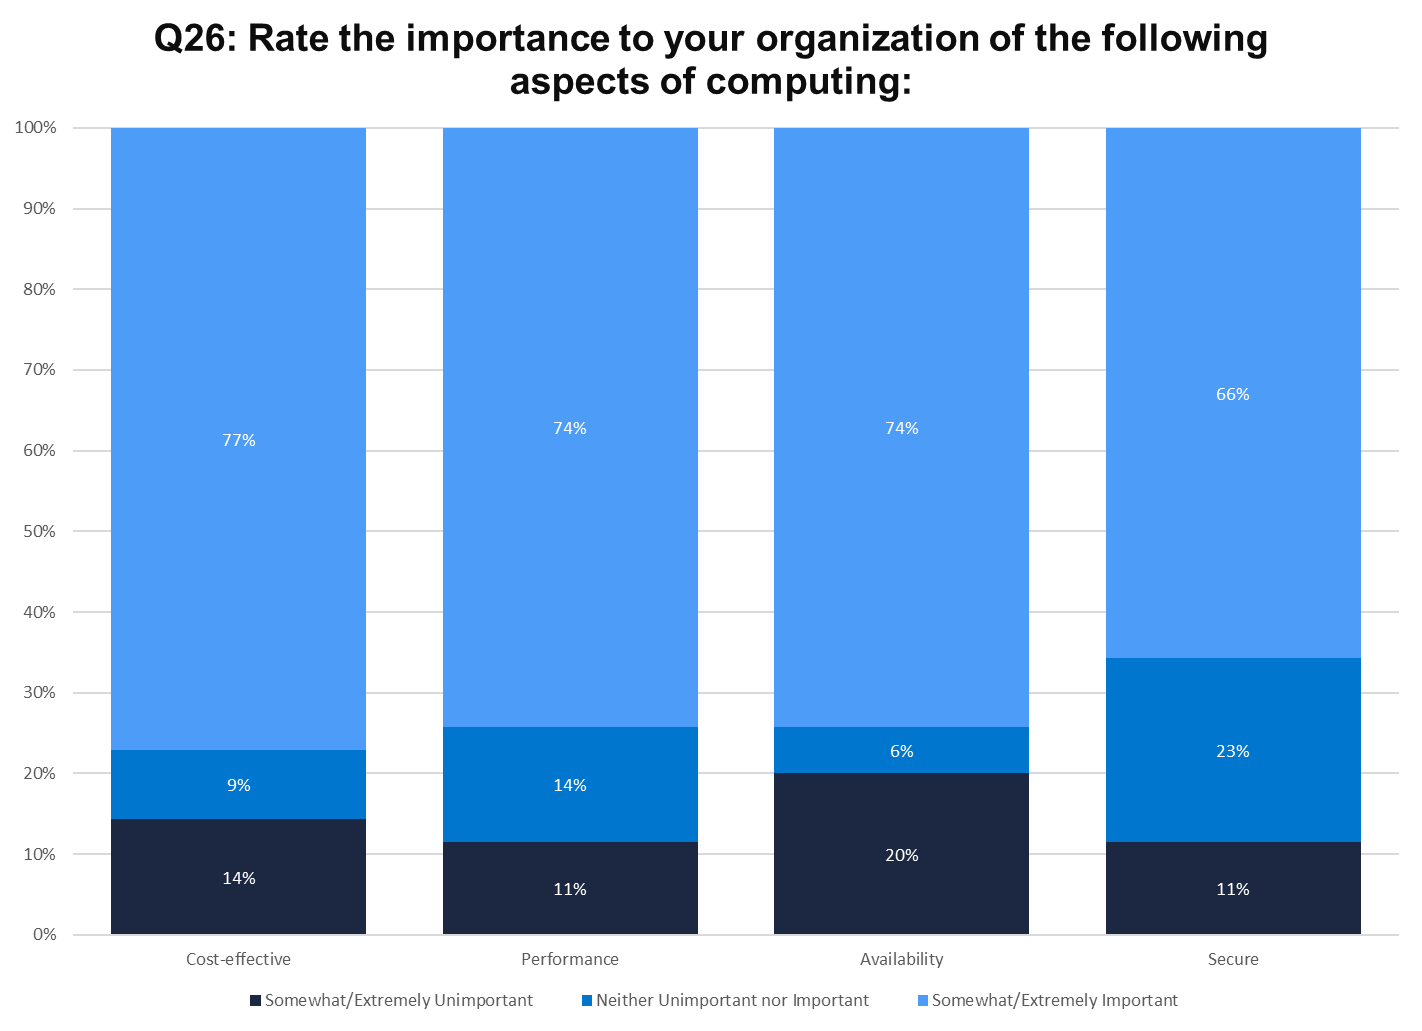 Q26: Rate the importance to your organization of the following
aspects of computing:
100%
90%
80%
70%
60%
50%
40%
30%
20%
10%
0%
77%
74%
74%
66%
9%
14%
6%
23%
14%
11%
20%
11%
Cost-effective
Performance
Availability
Secure
Somewhat/Extremely Unimportant
Neither Unimportant nor Important
Somewhat/Extremely Important